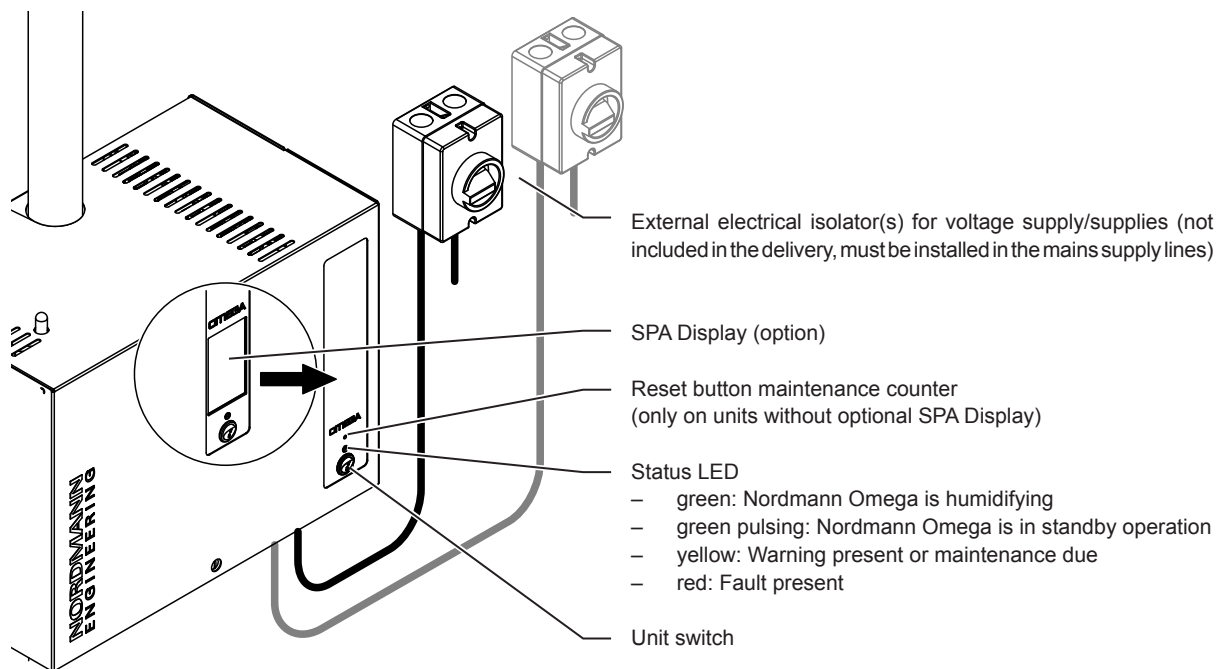 External electrical isolator(s) for voltage supply/supplies (not
included in the delivery, must be installed in the mains supply lines)
SPA Display (option)
Reset button maintenance counter
(only on units without optional SPA Display)
Status LED
– green: Nordmann Omega is humidifying
– green pulsing: Nordmann Omega is in standby operation
– yellow: Warning present or maintenance due
– red: Fault present
Unit switch
OMEGA
OMEGA
NORDMANN
ENGINEERING